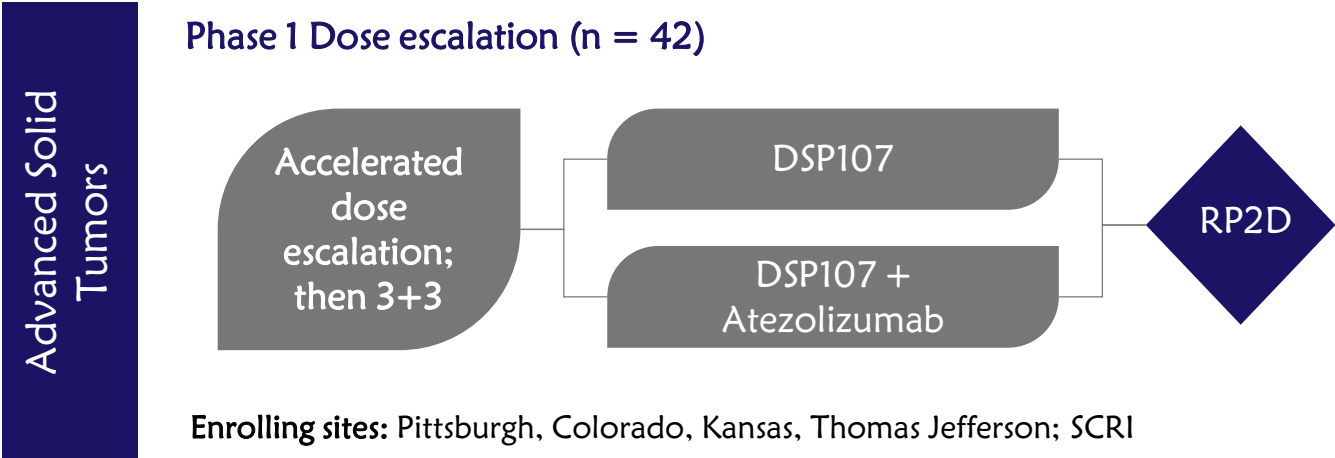 Advanced Solid
Tumors
Phase 1 Dose escalation (n = 42)
Accelerated
dose
escalation;
then 3+3
DSP107
DSP107 +
Atezolizumab
RP2D
Enrolling sites: Pittsburgh, Colorado, Kansas, Thomas Jefferson; SCRI